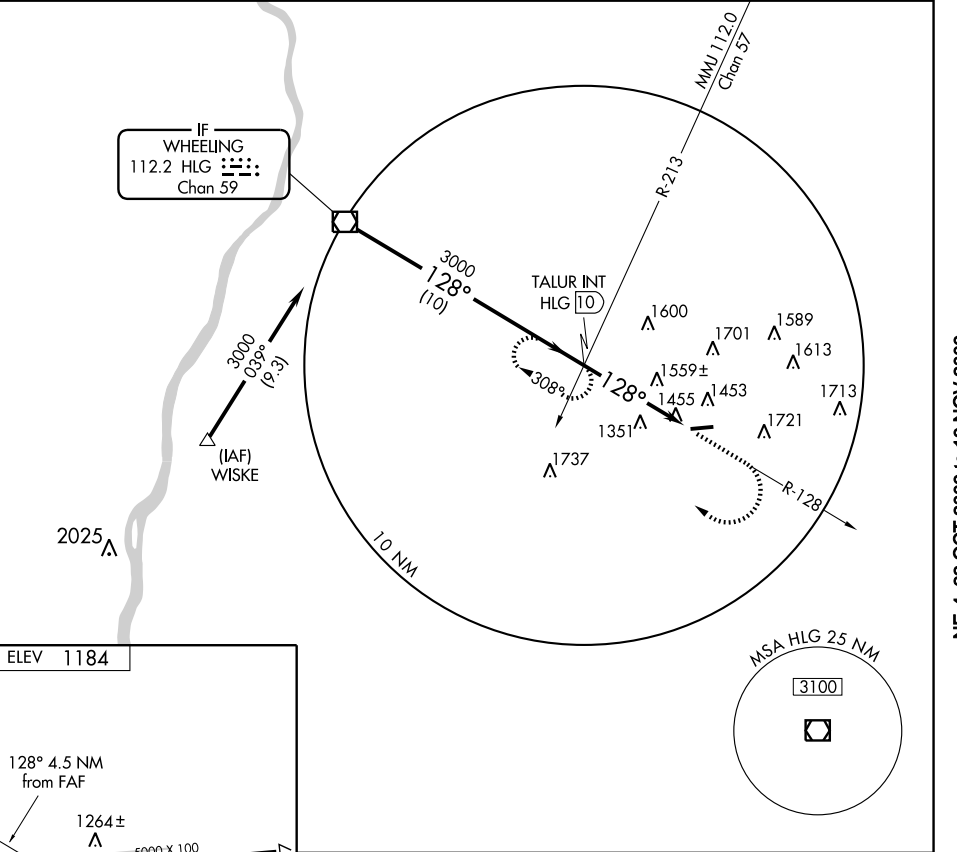 MMJ 112.0
Chan 57
R-213
IF
WHEELING
112.2 HLG
Chan 59
3000
128°
(10)
TALUR INT
HLG 10
3000
039°
(9.3)
(IAF)
WISKE
308°
128°
1600
1701
1589
1613
1559±
1453
1455
1713
1351
1721
1737
R-128
2025
10 NM
ELEV 1184
MSA HLG 25 NM
3100
128° 4.5 NM
from FAF
1264±
5000 X 100